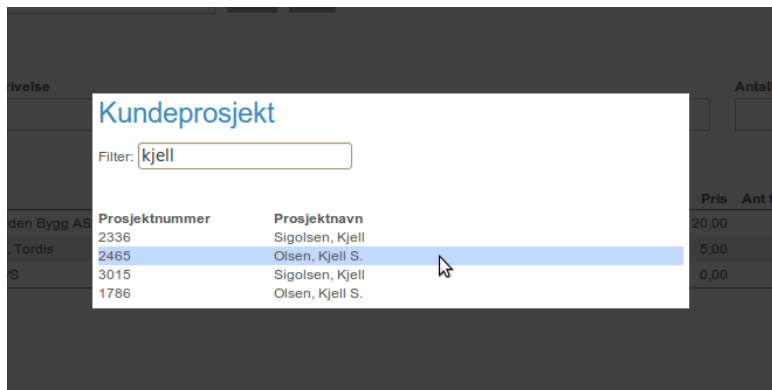 rivelse
Antall
Kundeprosjekt
Filter: kjell
Pris Ant t
Prosjektnummer Prosjektnavn
den Bygg AS 20,00
2336 Sigolsen, Kjell
, Tordis 5,00
2465 Olsen, Kjell S.
/S 0,00
3015 Sigolsen, Kjell
1786 Olsen, Kjell S.